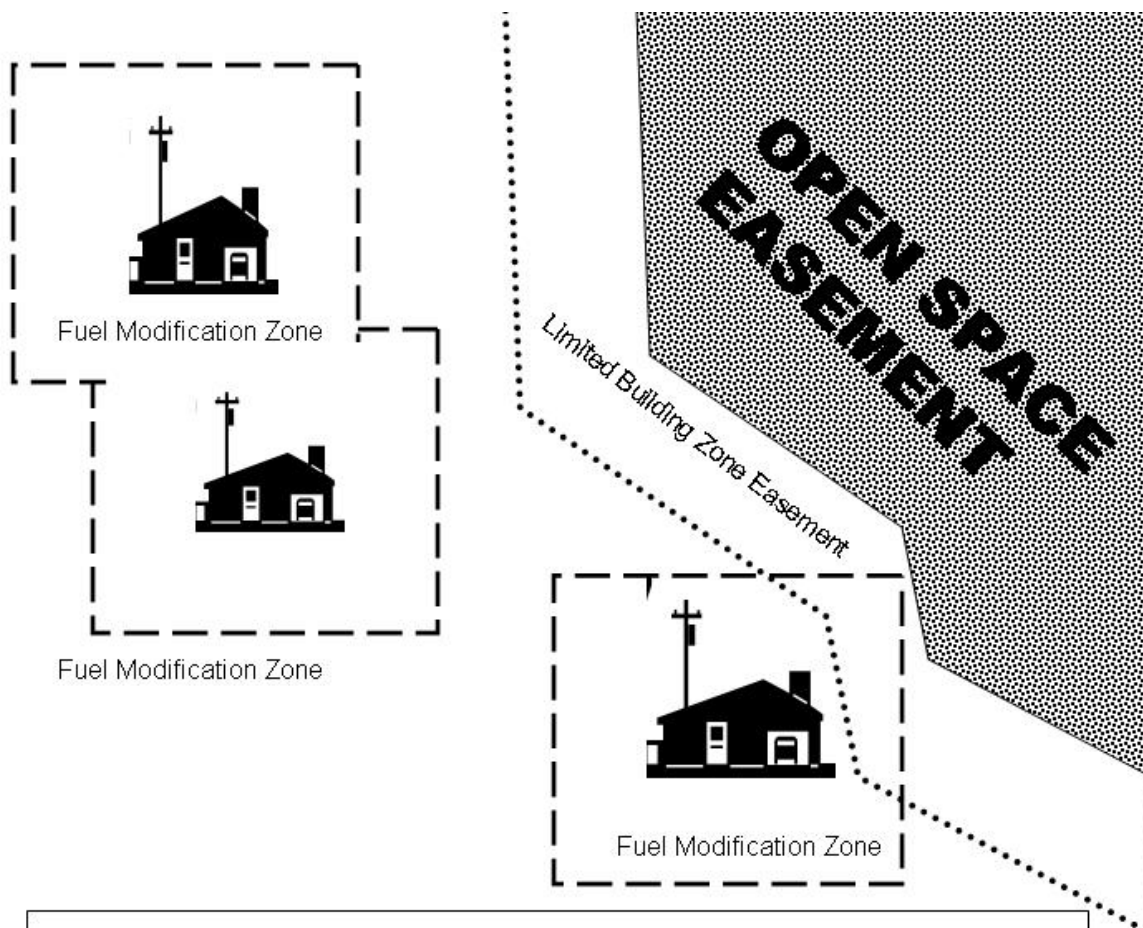 OPEN SPACE
EASEMENT
Fuel Modification Zone
Limited Building Zone Easement
Fuel Modification Zone
Fuel Modification Zone